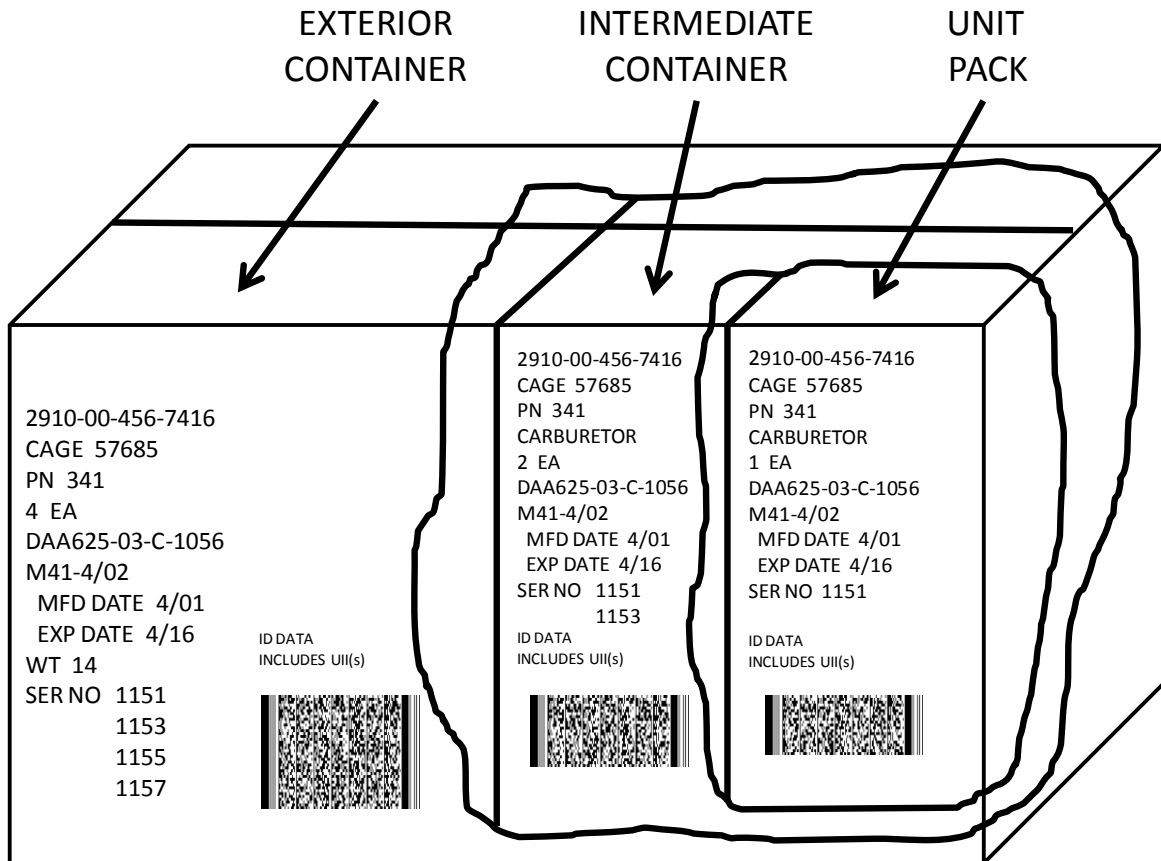 EXTERIOR
CONTAINER
INTERMEDIATE
CONTAINER
UNIT
PACK
2910-00-456-7416
CAGE 57685
PN 341
4 EA
DAA625-03-C-1056
M41-4/02
MFD DATE 4/01
EXP DATE 4/16
WT 14
SER NO 1151
1153
1155
1157
ID DATA
INCLUDES UII(s)
2910-00-456-7416
CAGE 57685
PN 341
CARBURETOR
2 EA
DAA625-03-C-1056
M41-4/02
MFD DATE 4/01
EXP DATE 4/16
SER NO 1151
1153
ID DATA
INCLUDES UII(s)
2910-00-456-7416
CAGE 57685
PN 341
CARBURETOR
1 EA
DAA625-03-C-1056
M41-4/02
MFD DATE 4/01
EXP DATE 4/16
SER NO 1151
ID DATA
INCLUDES UII(s)